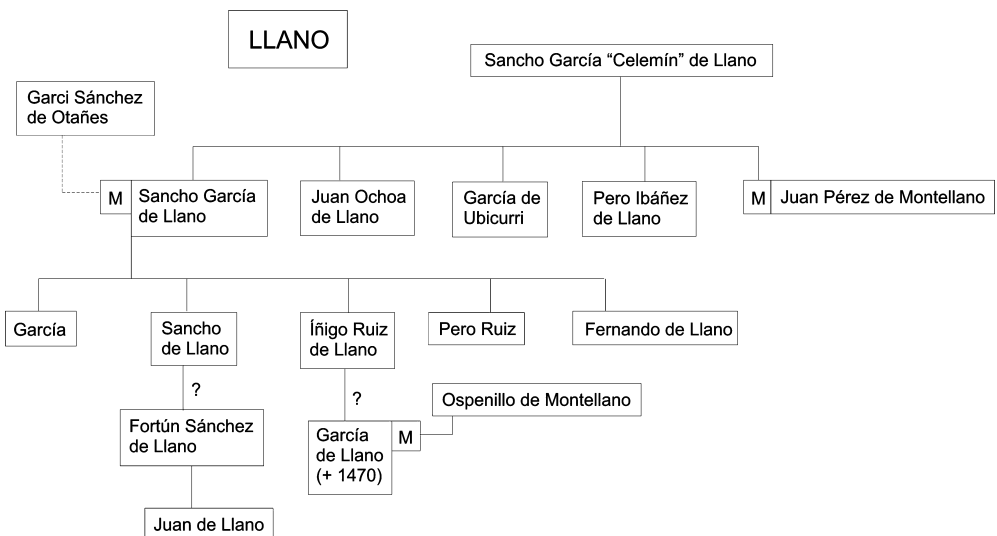 LLANO
Sancho García “Celemín” de Llano
Garci Sánchez
de Otañes
M
Sancho García
de Llano
Juan Ochoa
de Llano
García de
Ubicurri
Pero Ibáñez
de Llano
M
Juan Pérez de Montellano
García
Sancho
de Llano
Íñigo Ruiz
de Llano
Pero Ruiz
Fernando de Llano
?
?
Ospenillo de Montellano
Fortún Sánchez
de Llano
García
de Llano
(+ 1470)
M
Juan de Llano